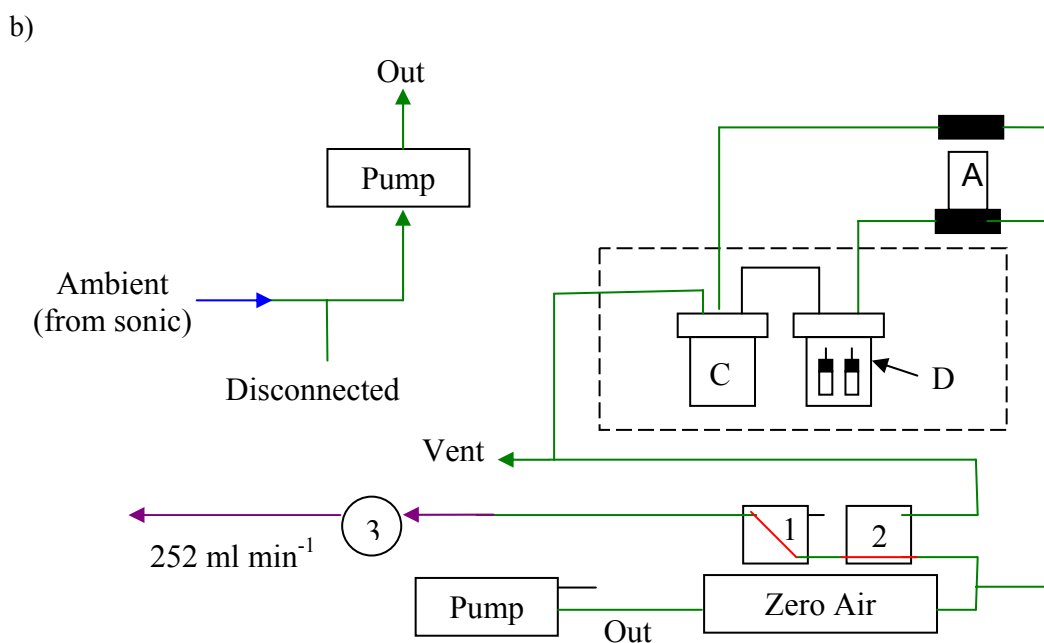 b)
Out
Pump
A
Ambient
(from sonic)
C
D
Disconnected
Vent
1
2
3
252 ml min-1
Pump
Zero Air
Out